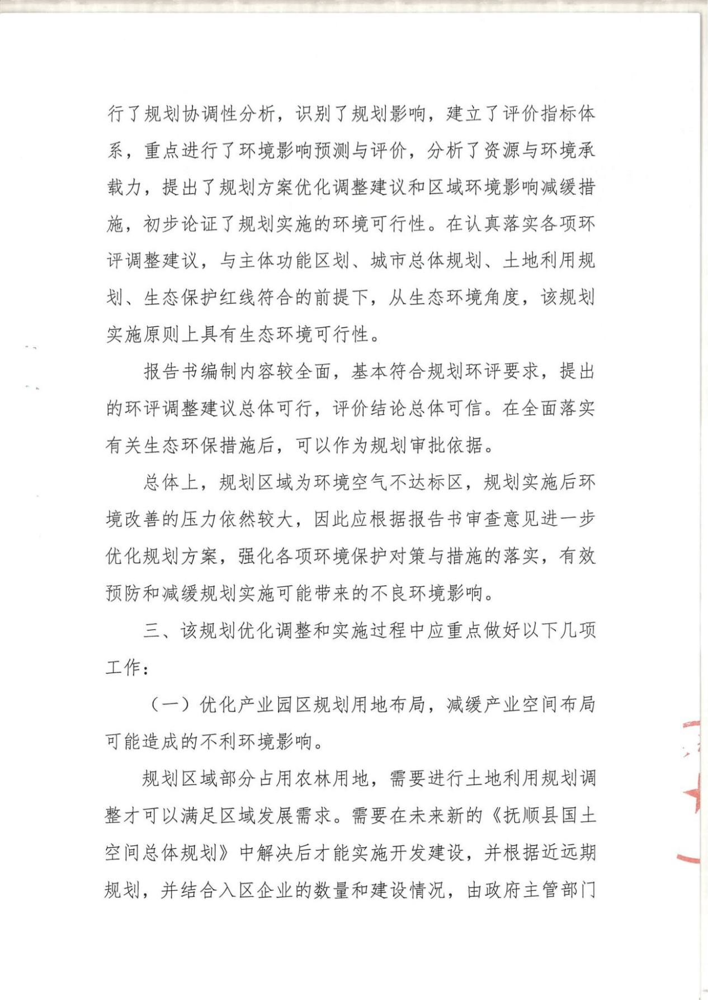 行了规划协调性分析，识别了规划影响，建立了评价指标体
系，重点进行了环境影响预测与评价，分析了资源与环境承
载力，提出了规划方案优化调整建议和区域环境影响减缓措
施，初步论证了规划实施的环境可行性。在认真落实各项环
评调整建议，与主体功能区划、城市总体规划、土地利用规
划、生态保护红线符合的前提下，从生态环境角度，该规划
实施原则上具有生态环境可行性。
报告书编制内容较全面，基本符合规划环评要求，提出
的环评调整建议总体可行，评价结论总体可信。在全面落实
有关生态环保措施后，可以作为规划审批依据。
总体上，规划区域为环境空气不达标区，规划实施后环
境改善的压力依然较大，因此应根据报告书审查意见进一步
优化规划方案，强化各项环境保护对策与措施的落实，有效
预防和减缓规划实施可能带来的不良环境影响。
三、该规划优化调整和实施过程中应重点做好以下几项
工作：
（一）优化产业园区规划用地布局，减缓产业空间布局
可能造成的不利环境影响。
规划区域部分占用农林用地，需要进行土地利用规划调
整才可以满足区域发展需求。需要在未来新的《抚顺县国土
空间总体规划》中解决后才能实施开发建设，并根据近远期
规划，并结合入区企业的数量和建设情况，由政府主管部门